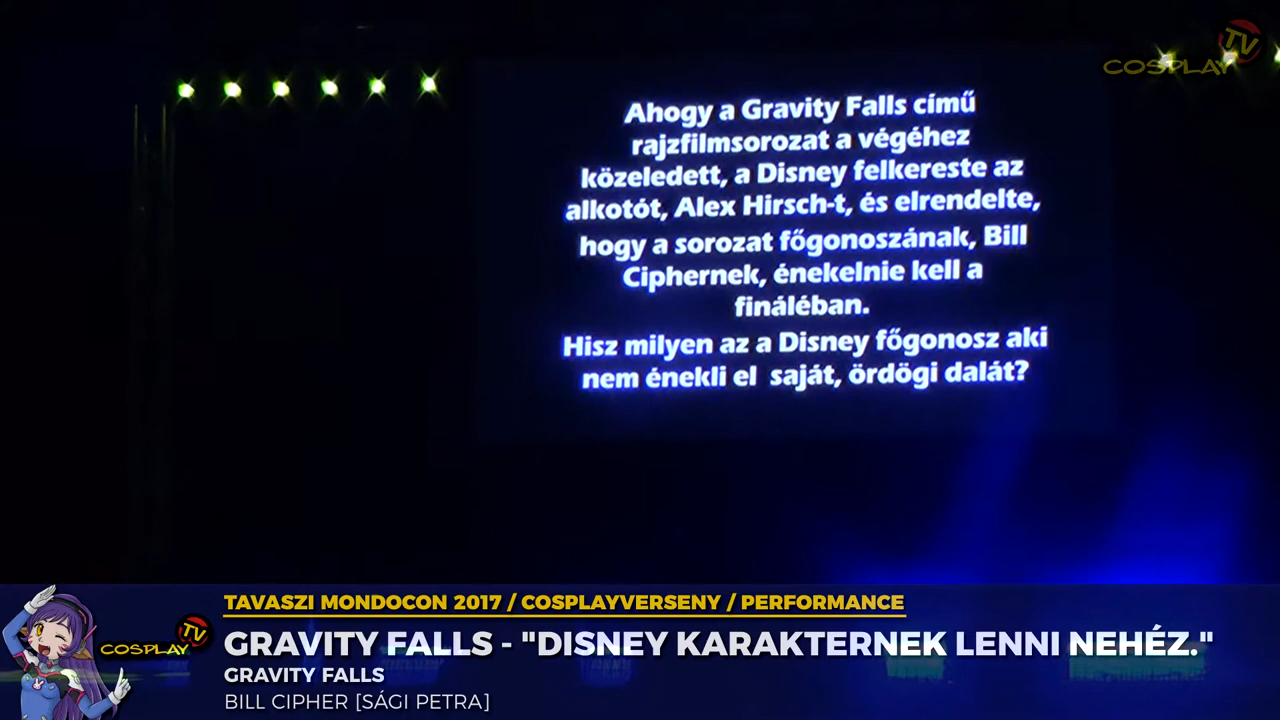 COSPLAY TV
Ahogy a Gravity Falls című
rajzfilmsorozat a végéhez
közeledett, a Disney felkereste az
alkotót, Alex Hirsch-t, és elrendelte,
hogy a sorozat főgonoszának, Bill
Ciphernek, énekelnie kell a
fináléban.
Hisz milyen az a Disney főgonosz aki
nem énekli el saját, ördögi dalát?
TAVASZI MONDOCON 2017 / COSPLAYVERSENY / PERFORMANCE
COSPLAY TV
GRAVITY FALLS - "DISNEY KARAKTERNEK LENNI NEHÉZ."
GRAVITY FALLS
BILL CIPHER [SÁGI PETRA]